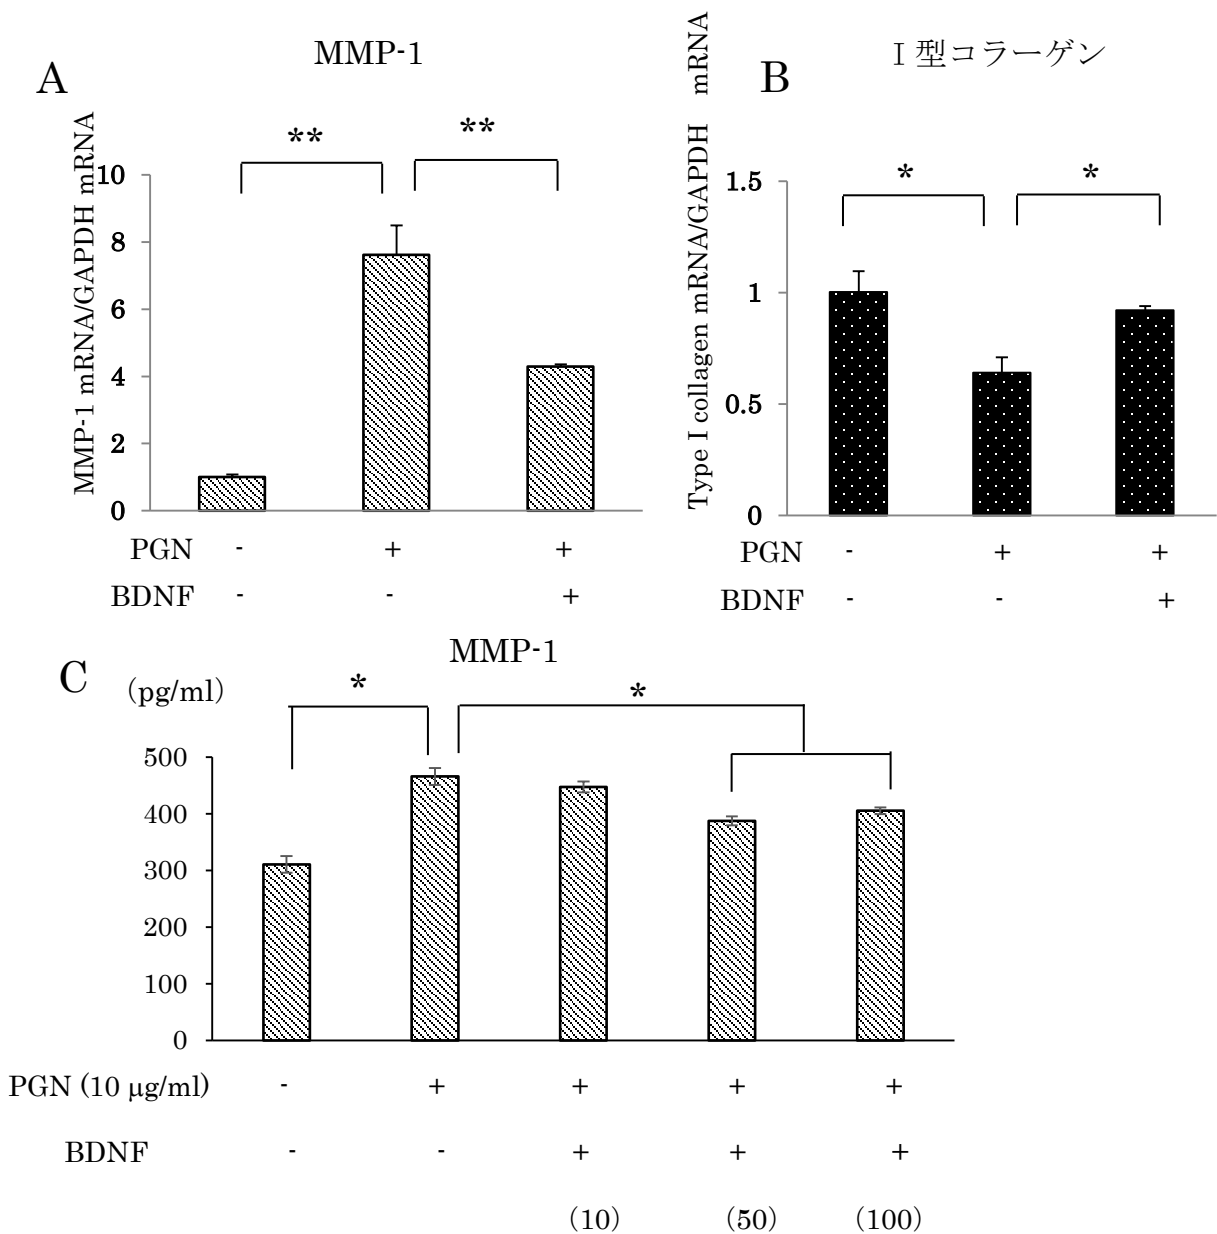 A
MMP-1
MMP-1 mRNA/GAPDH mRNA
**
**
10
8
6
4
2
0
PGN - + +
BDNF - - +
B
Ⅰ型コラーゲン
Type I collagen mRNA/GAPDH mRNA
*
*
1.5
1
0.5
0
PGN - + +
BDNF - - +
C
MMP-1
(pg/ml)
*
*
500
400
300
200
100
0
PGN (10 μg/ml) - + + + +
BDNF - - + + +
(10) (50) (100)